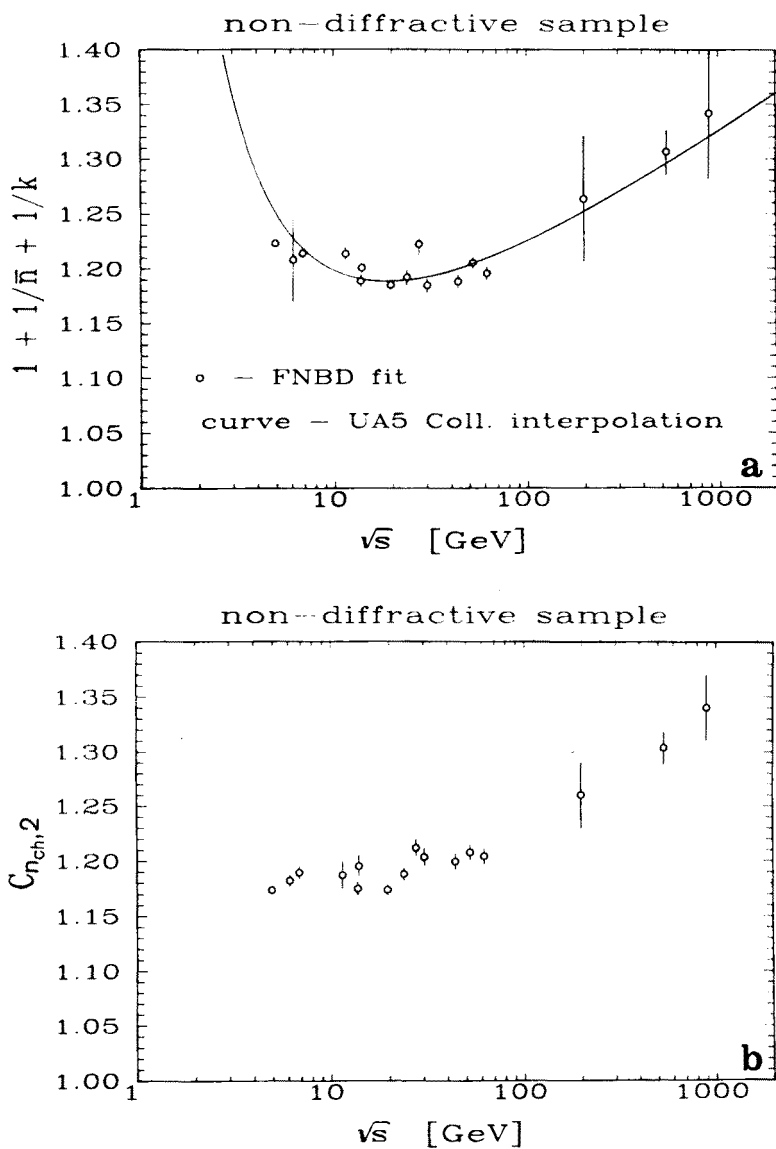 non-diffractive sample
1 + 1/n̄ + 1/k
1.40
1.35
1.30
1.25
1.20
1.15
1.10
1.05
1.00
o – FNBD fit
curve – UA5 Coll. interpolation
a
1 10 100 1000
√s [GeV]
non-diffractive sample
C_{n_{ch},2}
1.40
1.35
1.30
1.25
1.20
1.15
1.10
1.05
1.00
b
1 10 100 1000
√s [GeV]